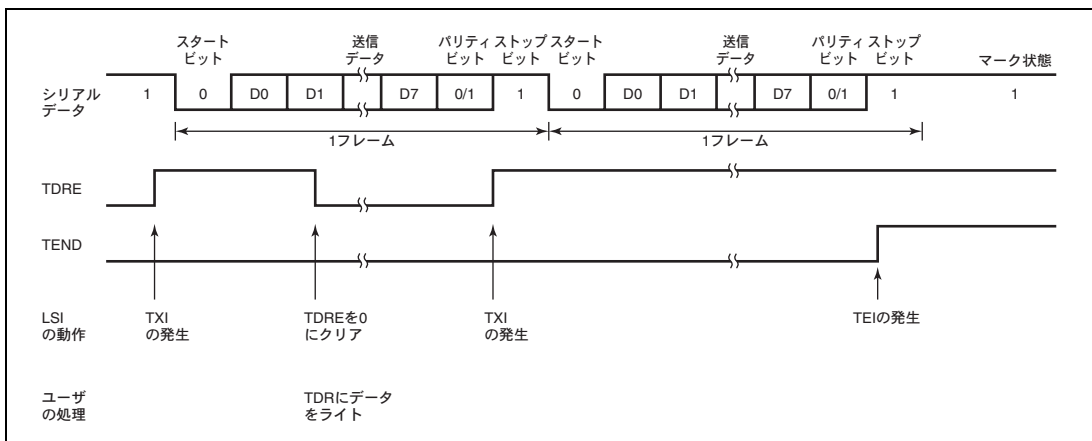 スタート
ビット
送信
データ
パリティ
ビット
ストップ
ビット
スタート
ビット
送信
データ
パリティ
ビット
ストップ
ビット
マーク状態
シリアル
データ
1 0 D0 D1 D7 0/1 1 0 D0 D1 D7 0/1 1 1
1フレーム 1フレーム
TDRE
TEND
LSI
の動作
TXI
の発生
TDREを0
にクリア
TXI
の発生
TEIの発生
ユーザ
の処理
TDRにデータ
をライト